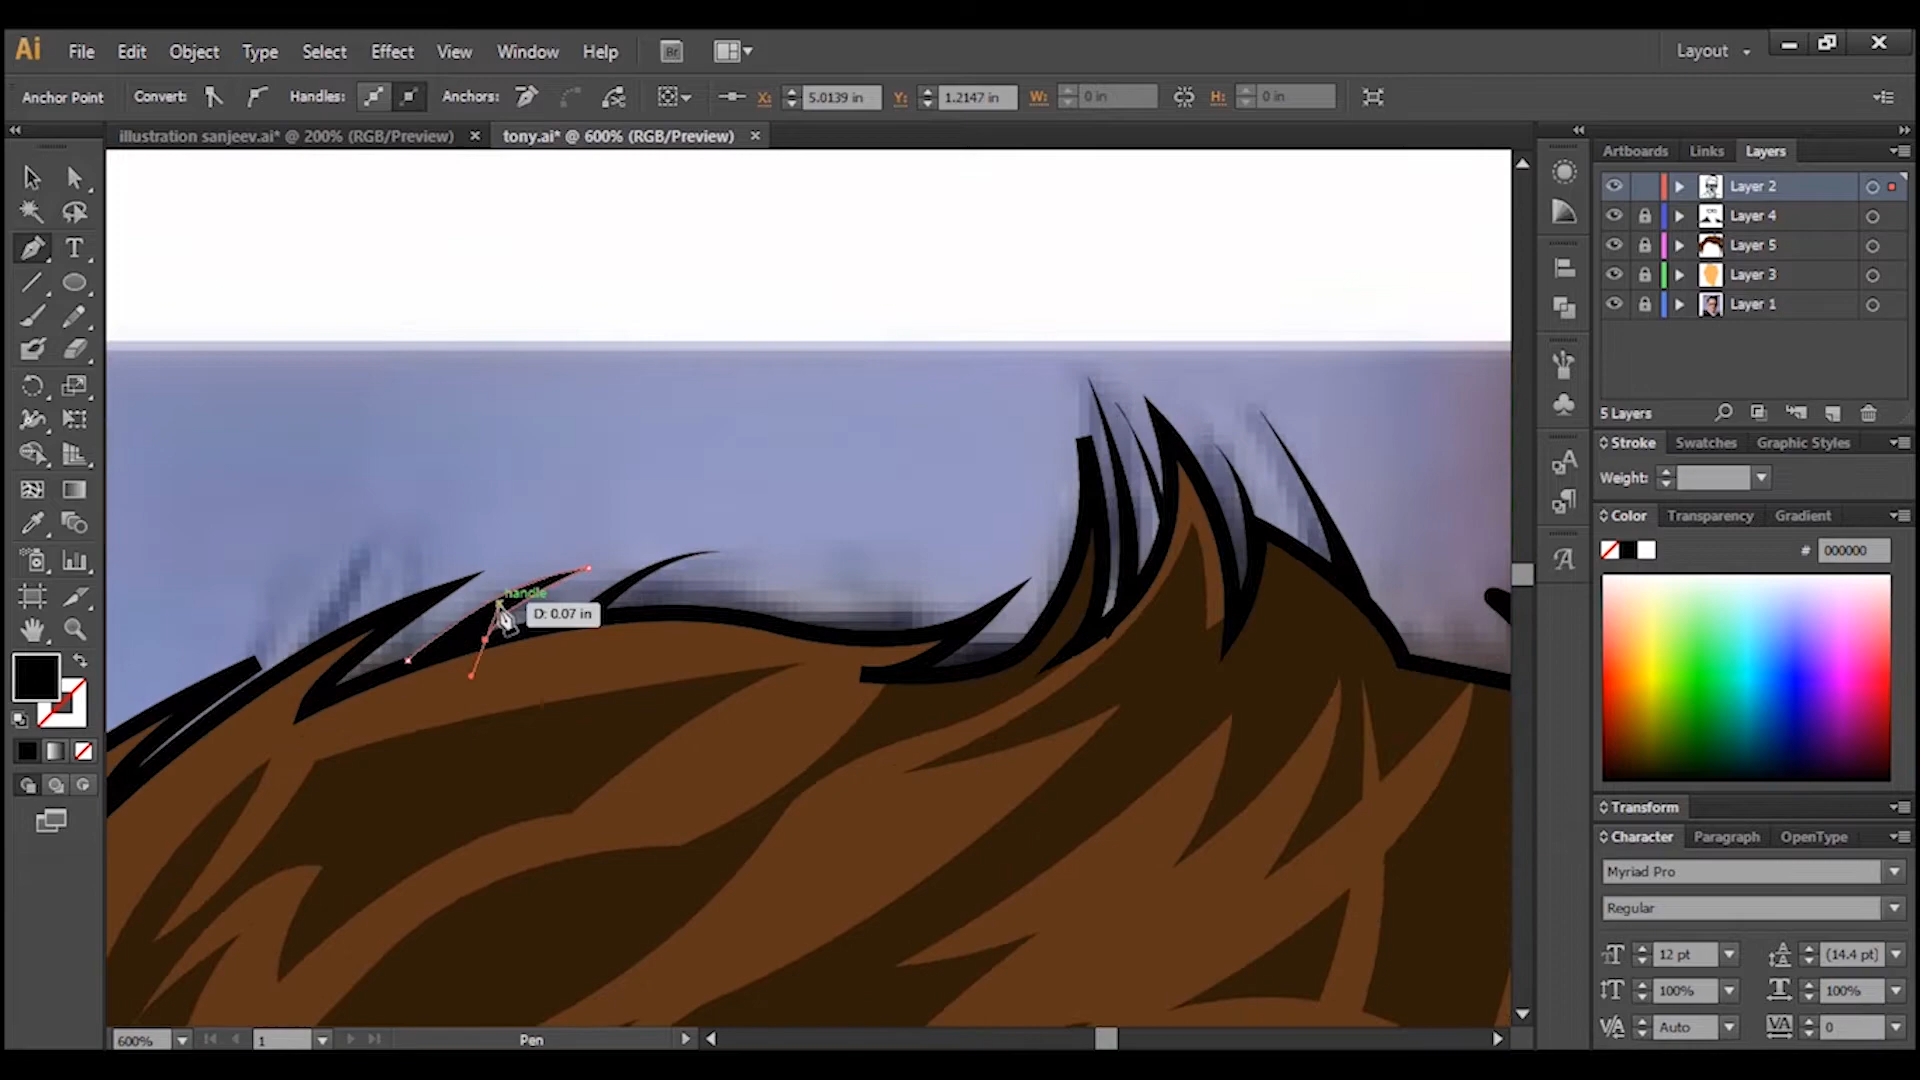 Ai File Edit Object Type Select Effect View Window Help Br Layout
Anchor Point Convert: Handles: Anchors: X: 5.0139 in Y: 1.2147 in W: 0 in H: 0 in
illustration sanjeev.ai* @ 200% (RGB/Preview) × tony.ai* @ 600% (RGB/Preview) ×
Artboards Links Layers
Layer 2
Layer 4
Layer 5
Layer 3
Layer 1
5 Layers
Stroke Swatches Graphic Styles
Weight:
Color Transparency Gradient
# 000000
handle
D: 0.07 in
Transform
Character Paragraph OpenType
Myriad Pro
Regular
12 pt (14.4 pt)
100% 100%
Auto 0
600% 1 Pen